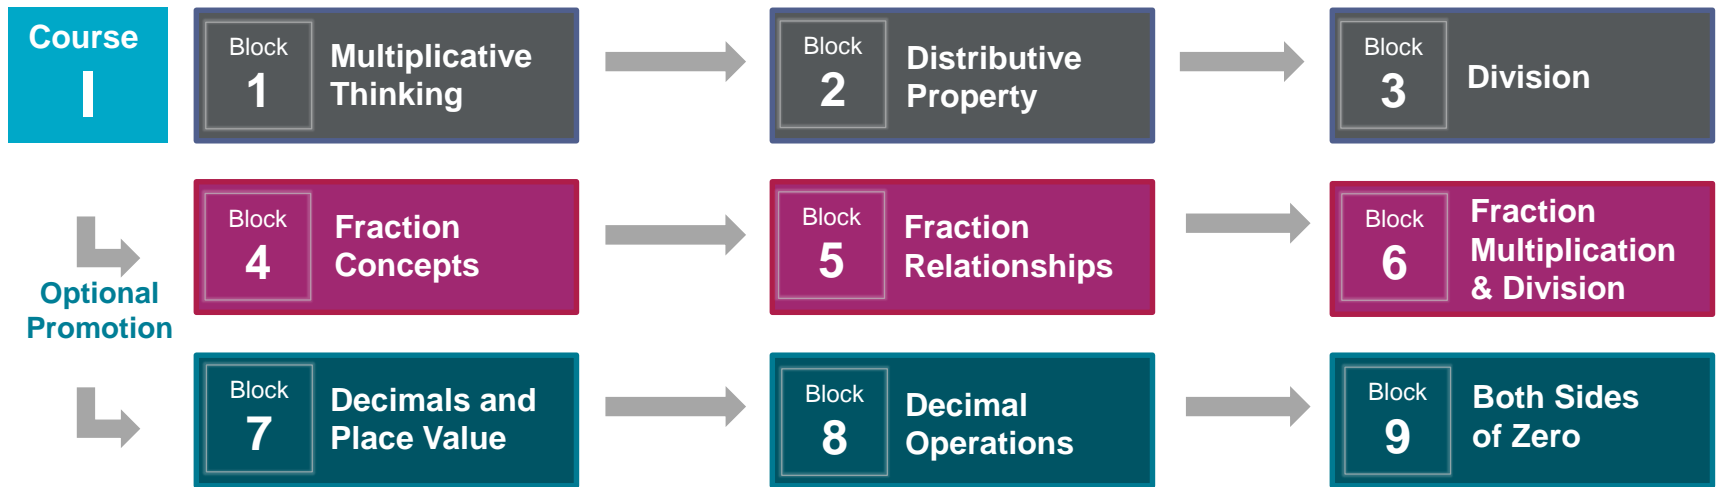 Course
I
Block
1
Multiplicative
Thinking
Block
2
Distributive
Property
Block
3
Division
Optional
Promotion
Block
4
Fraction
Concepts
Block
5
Fraction
Relationships
Block
6
Fraction
Multiplication
& Division
Block
7
Decimals and
Place Value
Block
8
Decimal
Operations
Block
9
Both Sides
of Zero